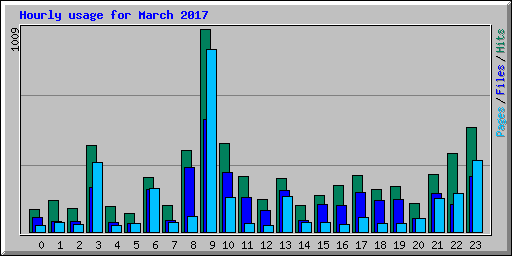 Hourly usage for March 2017
1009
Pages / Files / Hits
0 1 2 3 4 5 6 7 8 9 10 11 12 13 14 15 16 17 18 19 20 21 22 23